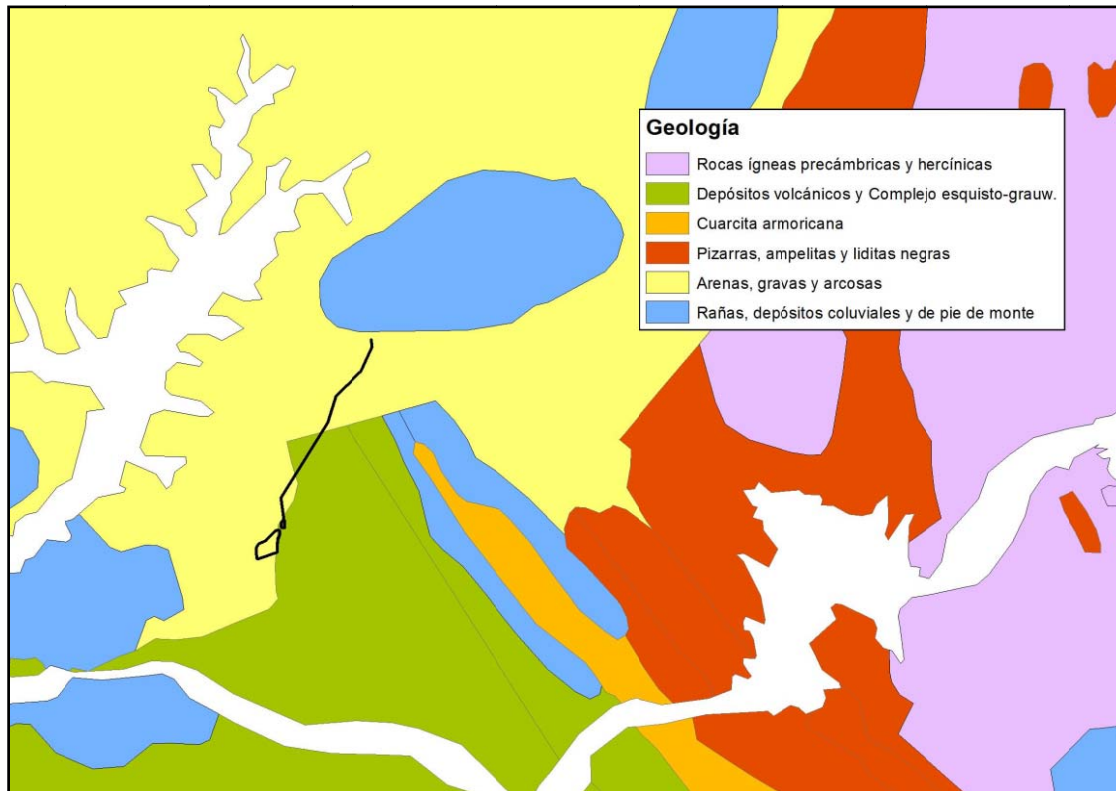 Geología
Rocas ígneas precámbricas y hercínicas
Depósitos volcánicos y Complejo esquisto-grauw.
Cuarcita armoricana
Pizarras, ampelitas y liditas negras
Arenas, gravas y arcosas
Rañas, depósitos coluviales y de pie de monte